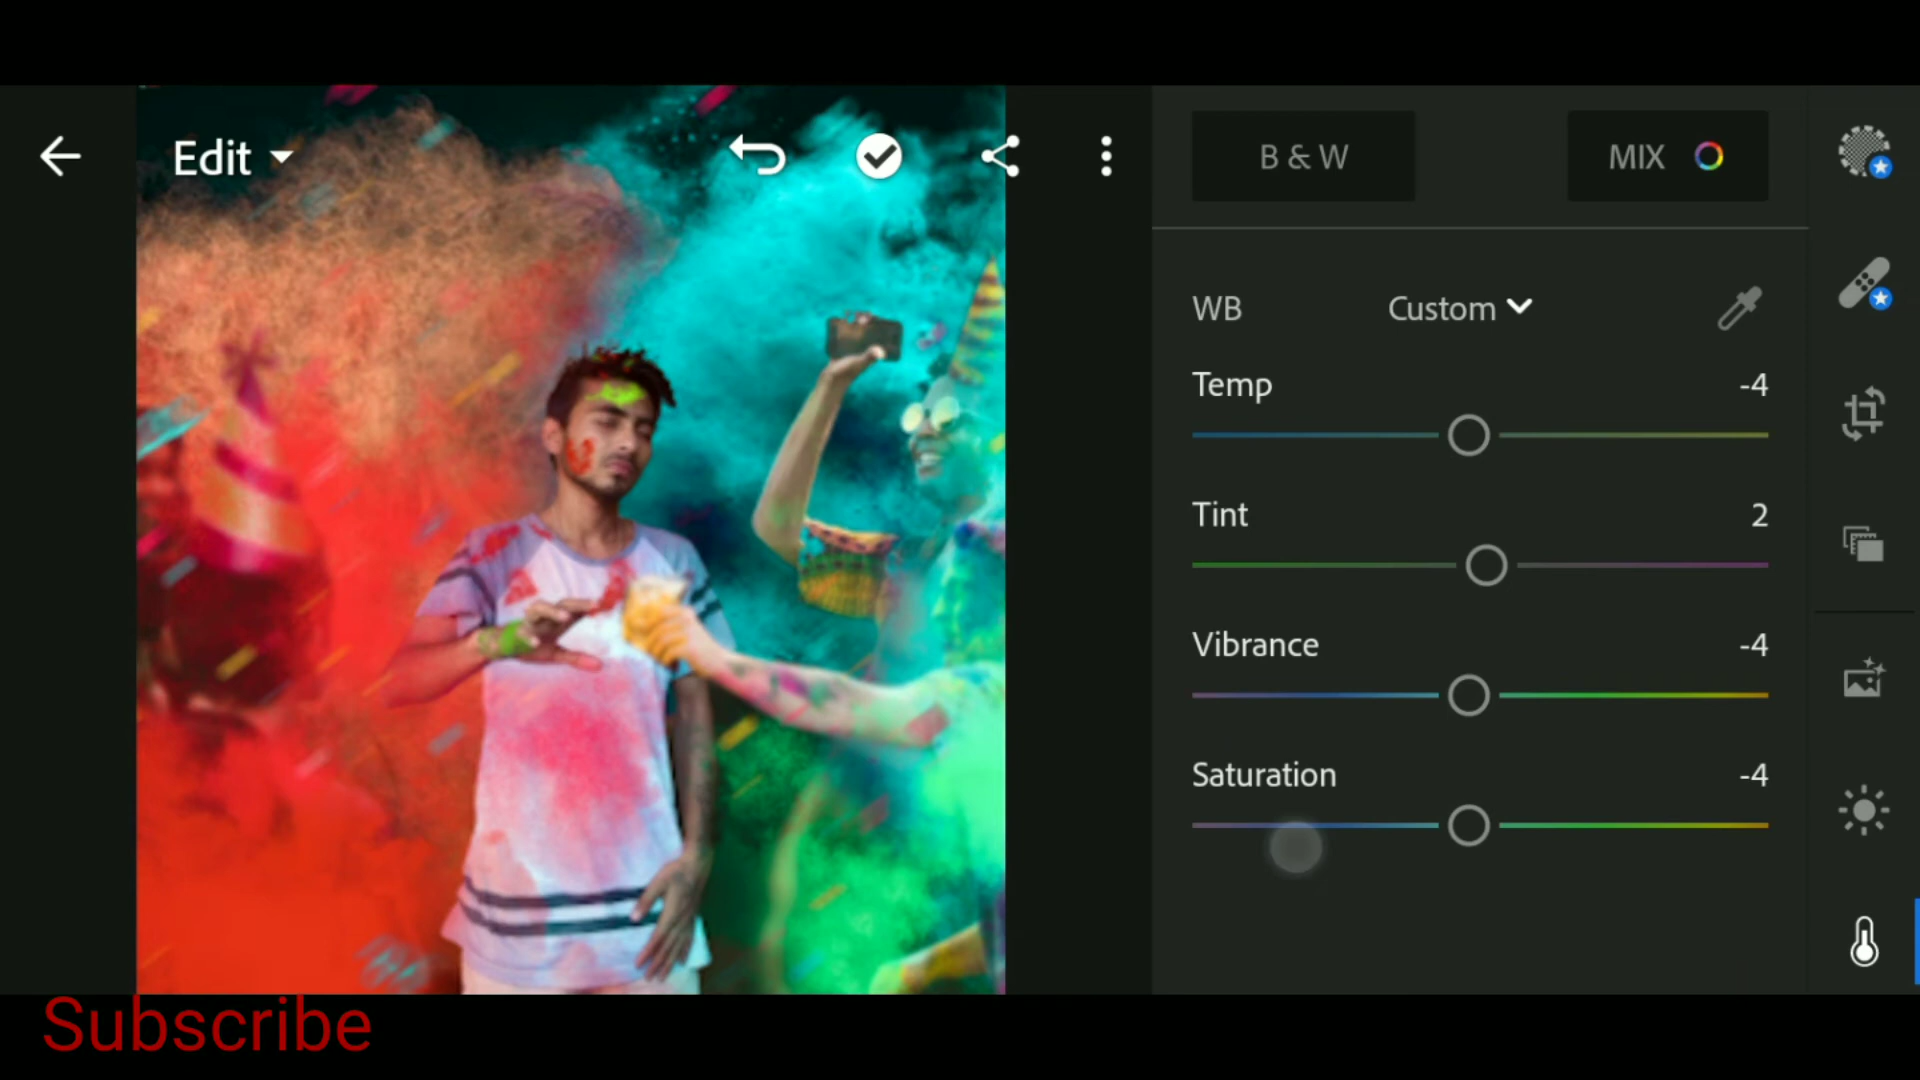 Edit
B & W
MIX
WB
Custom
Temp
-4
Tint
2
Vibrance
-4
Saturation
-4
Subscribe